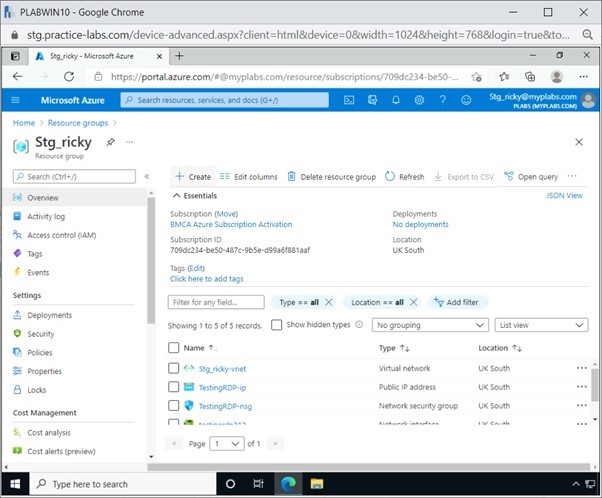 PLABWIN10 - Google Chrome
stg.practice-labs.com/device-advanced.aspx?client=html&device=0&width=1024&height=768&login=true&to...
Stg_ricky - Microsoft Azure
https://portal.azure.com/#@myplabs.com/resource/subscriptions/709dc234-be50-...
Microsoft Azure
Search resources, services, and docs (G+/)
Stg_ricky@myplabs.com
PLABS (MYPLABS.COM)
Home > Resource groups >
Stg_ricky
Resource group
Search (Ctrl+/)
Overview
Activity log
Access control (IAM)
Tags
Events
Settings
Deployments
Security
Policies
Properties
Locks
Cost Management
Cost analysis
Cost alerts (preview)
Create Edit columns Delete resource group Refresh Export to CSV Open query
Essentials JSON View
Subscription (Move) Deployments
BMCA Azure Subscription Activation No deployments
Subscription ID Location
709dc234-be50-487c-9b5e-d99a6f881aaf UK South
Tags (Edit)
Click here to add tags
Filter for any field... Type == all Location == all Add filter
Showing 1 to 5 of 5 records. Show hidden types No grouping List view
Name Type Location
Stg_ricky-vnet Virtual network UK South
TestingRDP-ip Public IP address UK South
TestingRDP-nsg Network security group UK South
Network interface UK South
Page 1 of 1
Type here to search